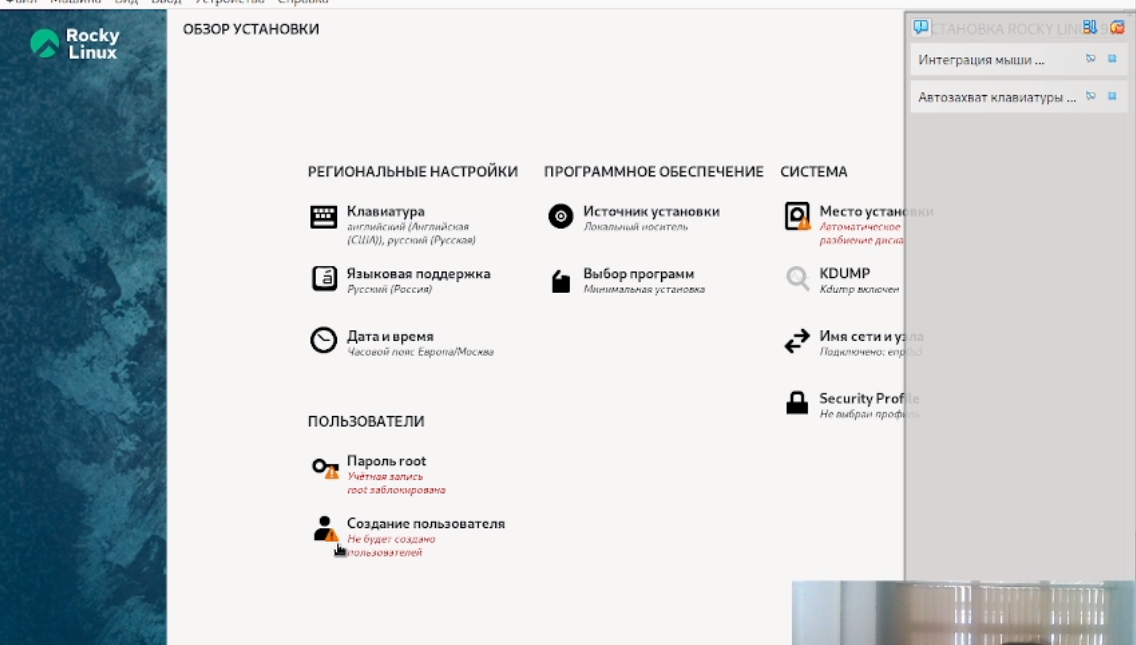 Файл Машина Вид Ввод Устройства Справка
Rocky
Linux
ОБЗОР УСТАНОВКИ
СТАНОВКА ROCKY LINUX 9
Интеграция мыши ...
Автозахват клавиатуры ...
РЕГИОНАЛЬНЫЕ НАСТРОЙКИ
Клавиатура
английский (Английская
(США)), русский (Русская)
Языковая поддержка
Русский (Россия)
Дата и время
Часовой пояс Европа/Москва
ПРОГРАММНОЕ ОБЕСПЕЧЕНИЕ
Источник установки
Локальный носитель
Выбор программ
Минимальная установка
СИСТЕМА
Место установки
Автоматическое
разбиение диска
KDUMP
Kdump включен
Имя сети и узла
Подключено: enp0s3
Security Profile
Не выбран профиль
ПОЛЬЗОВАТЕЛИ
Пароль root
Учётная запись
root заблокирована
Создание пользователя
Не будет создано
пользователей